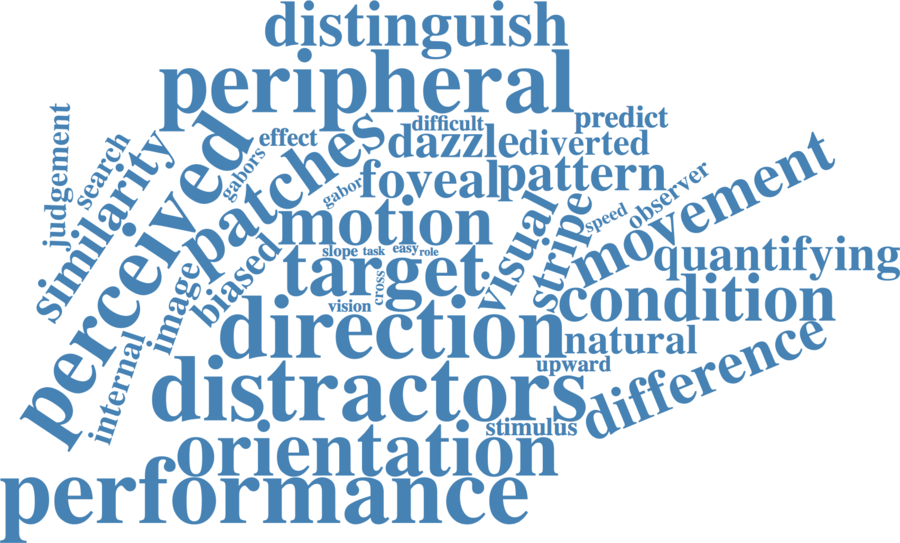 distinguish
peripheral
difficult
predict
judgement
search
similarity
perceived
gabors
effect
patches
dazzle
diverted
gabor
foveal
pattern
observer
movement
speed
motion
visual
stripe
quantifying
image
biased
slope
task
easy
role
target
cross
vision
condition
internal
direction
natural
upward
difference
distractors
stimulus
orientation
performance